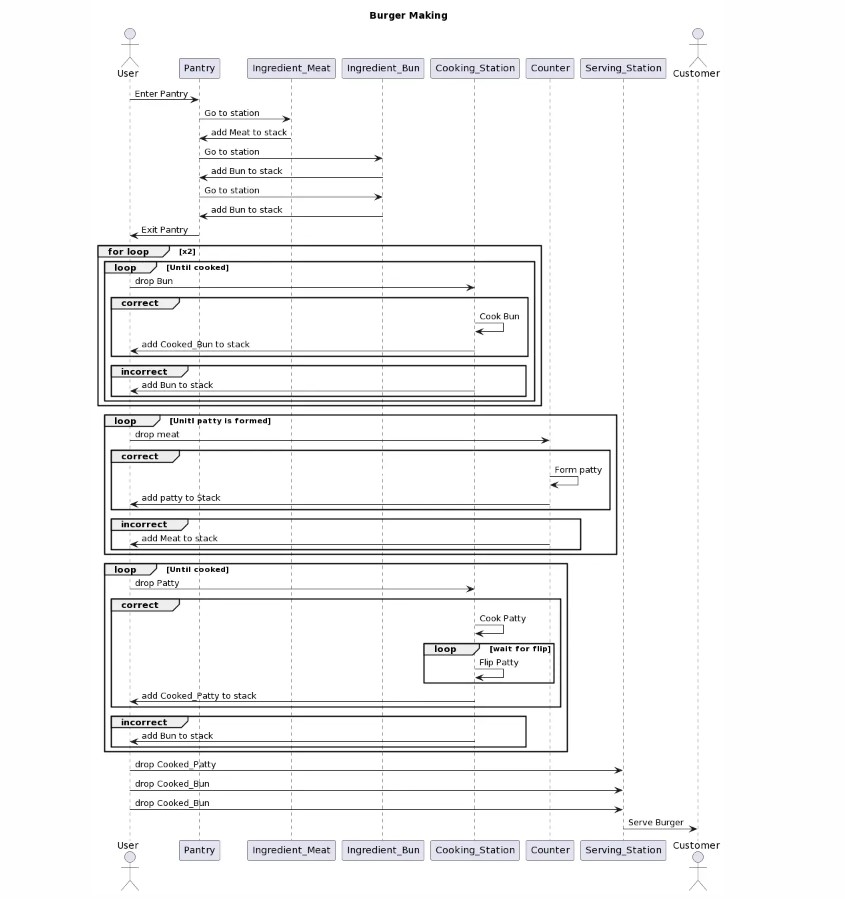 Burger Making
User
Pantry
Ingredient_Meat
Ingredient_Bun
Cooking_Station
Counter
Serving_Station
Customer
Enter Pantry
Go to station
add Meat to stack
Go to station
add Bun to stack
Go to station
add Bun to stack
Exit Pantry
for loop [x2]
loop [Until cooked]
drop Bun
correct
Cook Bun
add Cooked_Bun to stack
incorrect
add Bun to stack
loop [Unitl patty is formed]
drop meat
correct
Form patty
add patty to Stack
incorrect
add Meat to stack
loop [Until cooked]
drop Patty
correct
Cook Patty
loop [wait for flip]
Flip Patty
add Cooked_Patty to stack
incorrect
add Bun to stack
drop Cooked_Patty
drop Cooked_Bun
drop Cooked_Bun
Serve Burger
User
Pantry
Ingredient_Meat
Ingredient_Bun
Cooking_Station
Counter
Serving_Station
Customer